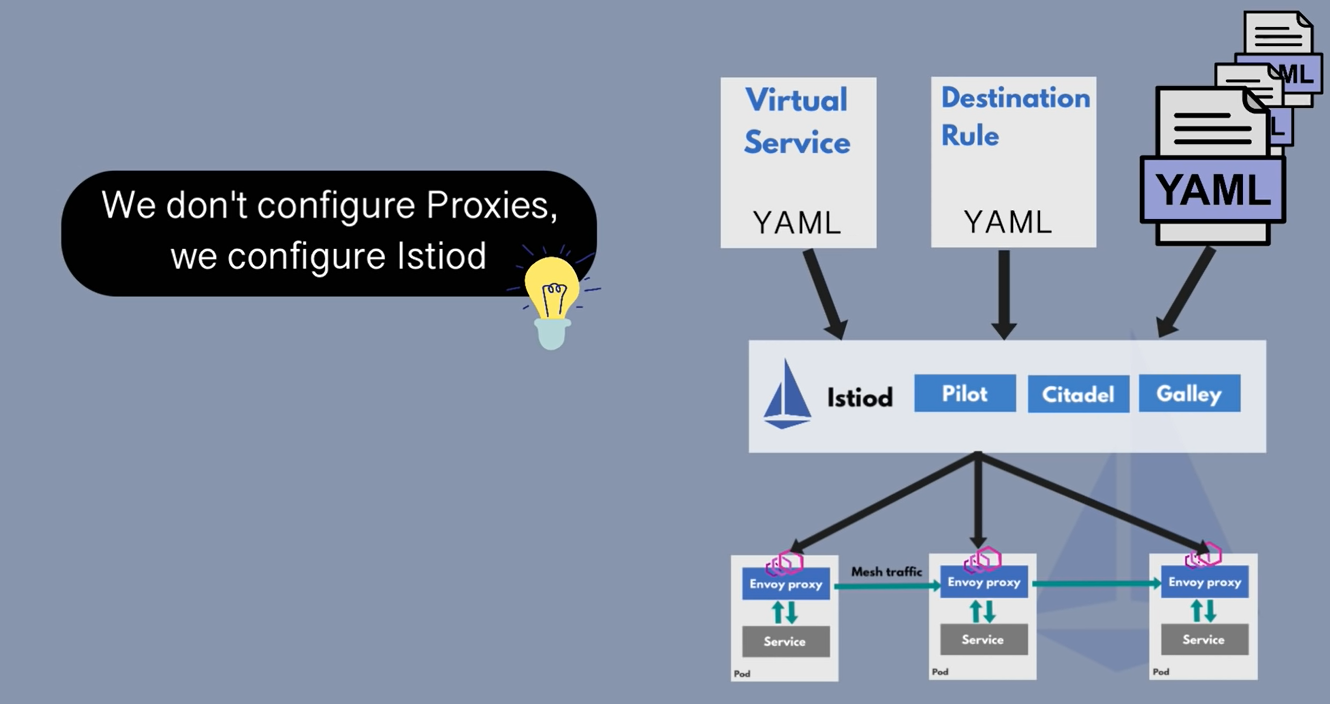 We don't configure Proxies,
we configure Istiod
Virtual
Service
YAML
Destination
Rule
YAML
ML
L
YAML
Istiod
Pilot
Citadel
Galley
Mesh traffic
Envoy proxy
Service
Pod
Envoy proxy
Service
Pod
Envoy proxy
Service
Pod